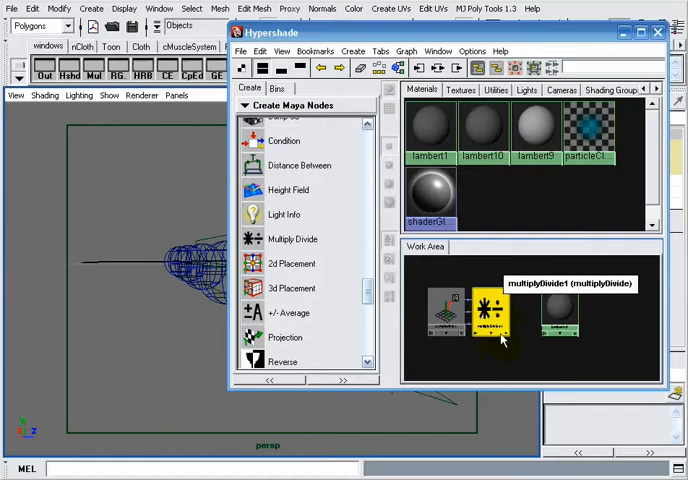 File Edit Modify Create Display Window Assets Mesh Edit Mesh Proxy Normals Color Create UVs Edit UVs MJ Poly Tools 1.3 Help
Polygons
Objects
Hypershade
windows nCloth Toon Cloth cMuscleSystem
Out Hshd Mul RG. HRB CE CpEd GE
View Shading Lighting Show Renderer Panels
File Edit View Bookmarks Create Tabs Graph Window Options Help
Create Bins
Create Maya Nodes
Condition
Distance Between
Height Field
Light Info
Multiply Divide
2d Placement
3d Placement
+/- Average
Projection
Reverse
<< >>
Materials Textures Utilities Lights Cameras Shading Group
lambert1 lambert10 lambert9 particleCl...
shaderGl...
Work Area
multiplyDivide1 (multiplyDivide)
persp
<< >>
MEL